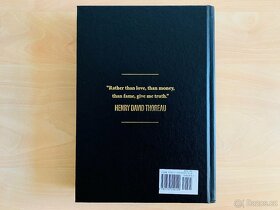 "Rather than love, than money,
than fame, give me truth."
HENRY DAVID THOREAU